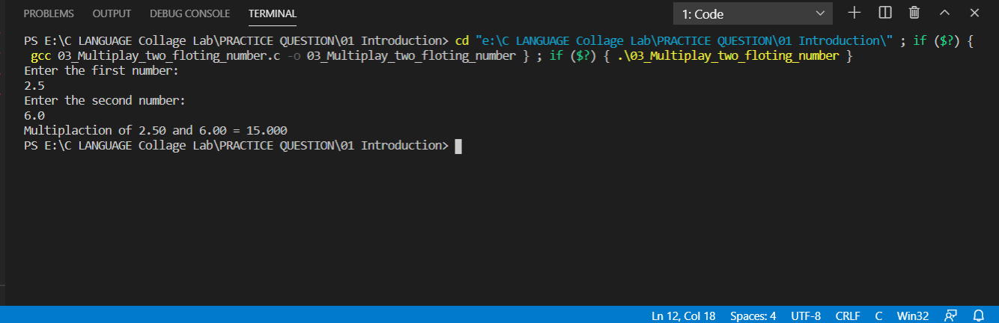 PROBLEMS OUTPUT DEBUG CONSOLE TERMINAL 1: Code
PS E:\C LANGUAGE Collage Lab\PRACTICE QUESTION\01 Introduction> cd "e:\C LANGUAGE Collage Lab\PRACTICE QUESTION\01 Introduction\" ; if ($?) {
gcc 03_Multiplay_two_floting_number.c -o 03_Multiplay_two_floting_number } ; if ($?) { .\03_Multiplay_two_floting_number }
Enter the first number:
2.5
Enter the second number:
6.0
Multiplaction of 2.50 and 6.00 = 15.000
PS E:\C LANGUAGE Collage Lab\PRACTICE QUESTION\01 Introduction>
Ln 12, Col 18 Spaces: 4 UTF-8 CRLF C Win32